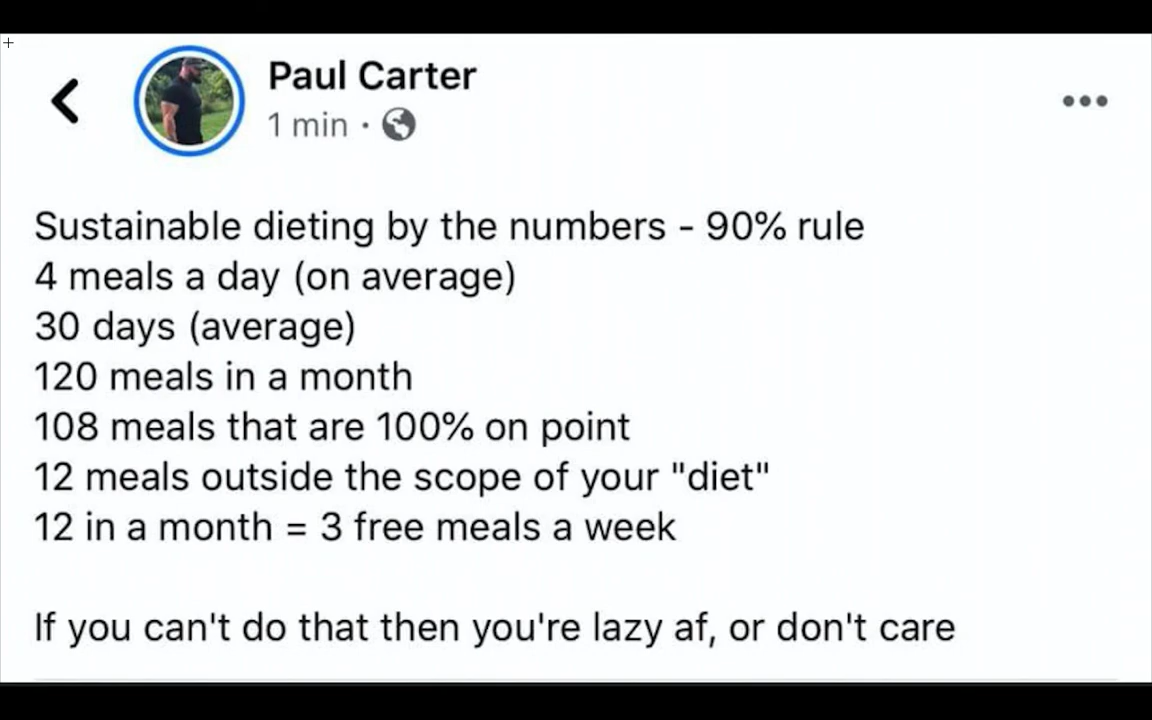 Paul Carter
1 min ·
Sustainable dieting by the numbers - 90% rule
4 meals a day (on average)
30 days (average)
120 meals in a month
108 meals that are 100% on point
12 meals outside the scope of your "diet"
12 in a month = 3 free meals a week
If you can't do that then you're lazy af, or don't care